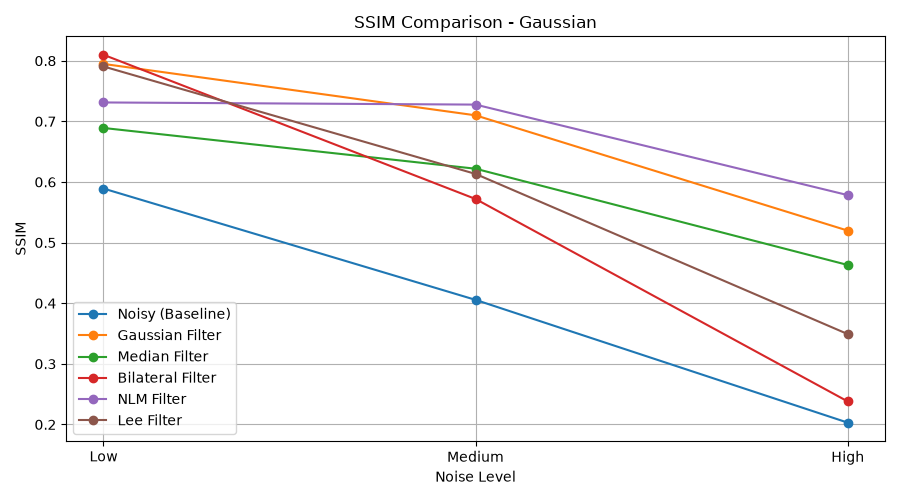 SSIM Comparison - Gaussian
SSIM
0.8
0.7
0.6
0.5
0.4
0.3
0.2
Noisy (Baseline)
Gaussian Filter
Median Filter
Bilateral Filter
NLM Filter
Lee Filter
Low
Medium
High
Noise Level